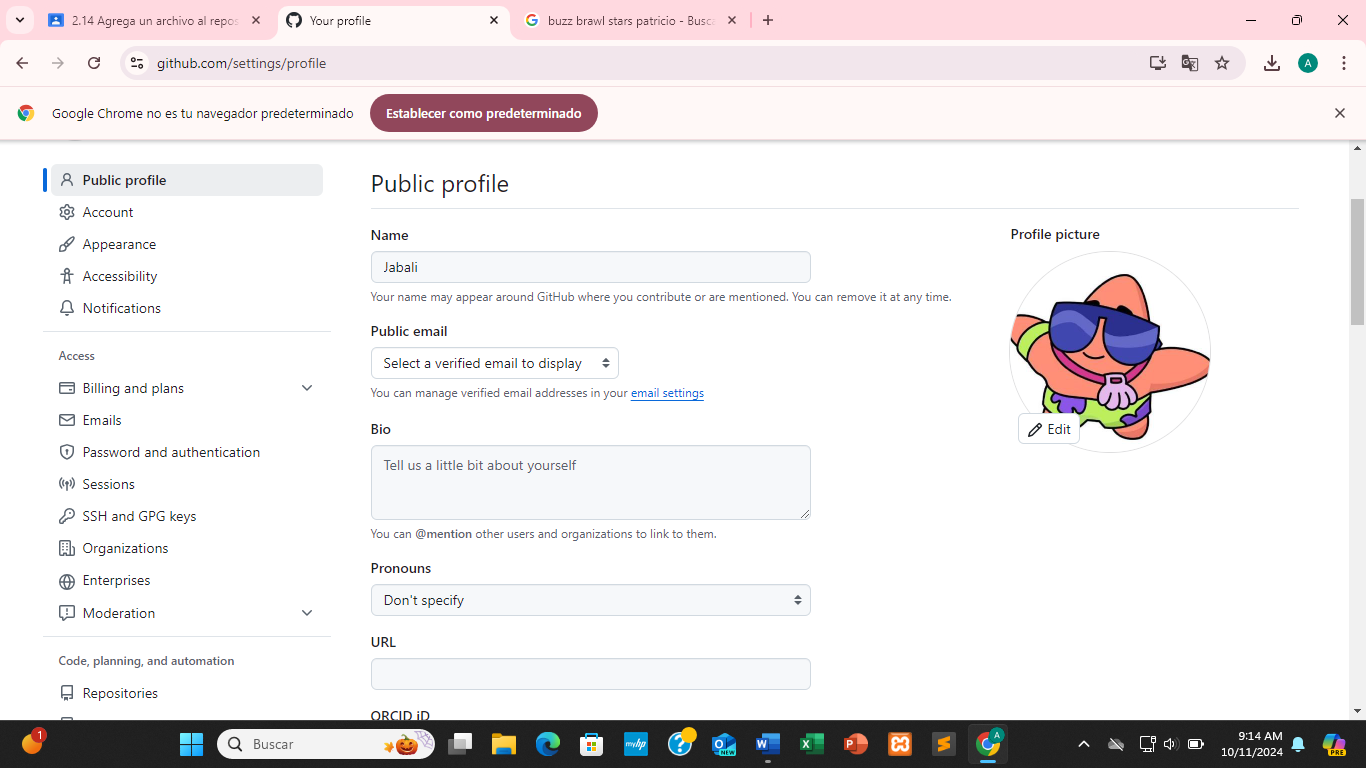 2.14 Agrega un archivo al repos
Your profile
buzz brawl stars patricio - Busca
github.com/settings/profile
A
Google Chrome no es tu navegador predeterminado
Establecer como predeterminado
Public profile
Account
Appearance
Accessibility
Notifications
Access
Billing and plans
Emails
Password and authentication
Sessions
SSH and GPG keys
Organizations
Enterprises
Moderation
Code, planning, and automation
Repositories
Public profile
Name
Jabali
Your name may appear around GitHub where you contribute or are mentioned. You can remove it at any time.
Public email
Select a verified email to display
You can manage verified email addresses in your email settings
Bio
Tell us a little bit about yourself
You can @mention other users and organizations to link to them.
Pronouns
Don't specify
URL
ORCID iD
Profile picture
Edit
1
Buscar
myhp
NEW
A
9:14 AM
10/11/2024
PRE